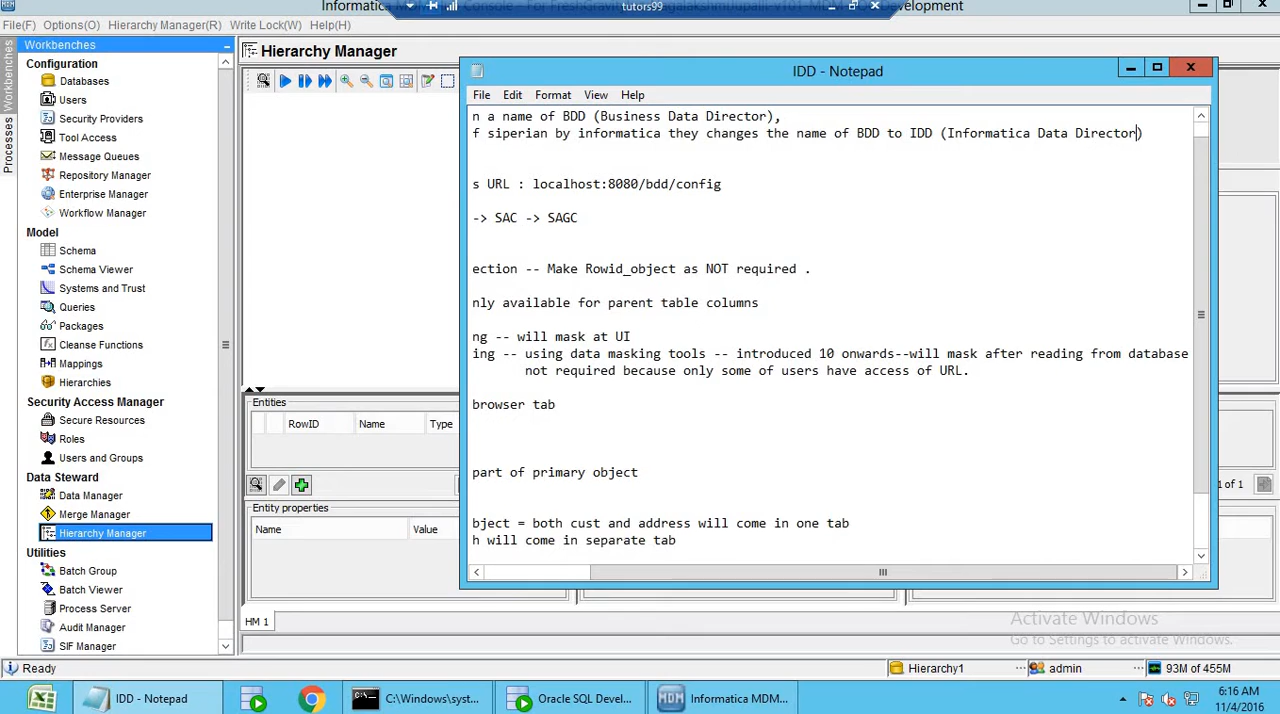 Informatica MDM
Console - For Fresh
Development
tutors99
File(F) Options(O) Hierarchy Manager(R) Write Lock(W) Help(H)
Workbenches
Processes
Workbenches
Configuration
Databases
Users
Security Providers
Tool Access
Message Queues
Repository Manager
Enterprise Manager
Workflow Manager
Model
Schema
Schema Viewer
Systems and Trust
Queries
Packages
Cleanse Functions
Mappings
Hierarchies
Security Access Manager
Secure Resources
Roles
Users and Groups
Data Steward
Data Manager
Merge Manager
Hierarchy Manager
Utilities
Batch Group
Batch Viewer
Process Server
Audit Manager
SIF Manager
Hierarchy Manager
Entities
RowID Name Type
Entity properties
Name Value
1 of 1
HM 1
IDD - Notepad
File Edit Format View Help
n a name of BDD (Business Data Director),
f siperian by informatica they changes the name of BDD to IDD (Informatica Data Director)
s URL : localhost:8080/bdd/config
-> SAC -> SAGC
ection -- Make Rowid_object as NOT required .
nly available for parent table columns
ng -- will mask at UI
ing -- using data masking tools -- introduced 10 onwards--will mask after reading from database
not required because only some of users have access of URL.
browser tab
part of primary object
bject = both cust and address will come in one tab
h will come in separate tab
Activate Windows
Go to Settings to activate Windows.
Ready
Hierarchy1
admin
93M of 455M
IDD - Notepad
C:\Windows\syst...
Oracle SQL Devel...
MDM
Informatica MDM...
6:16 AM
11/4/2016